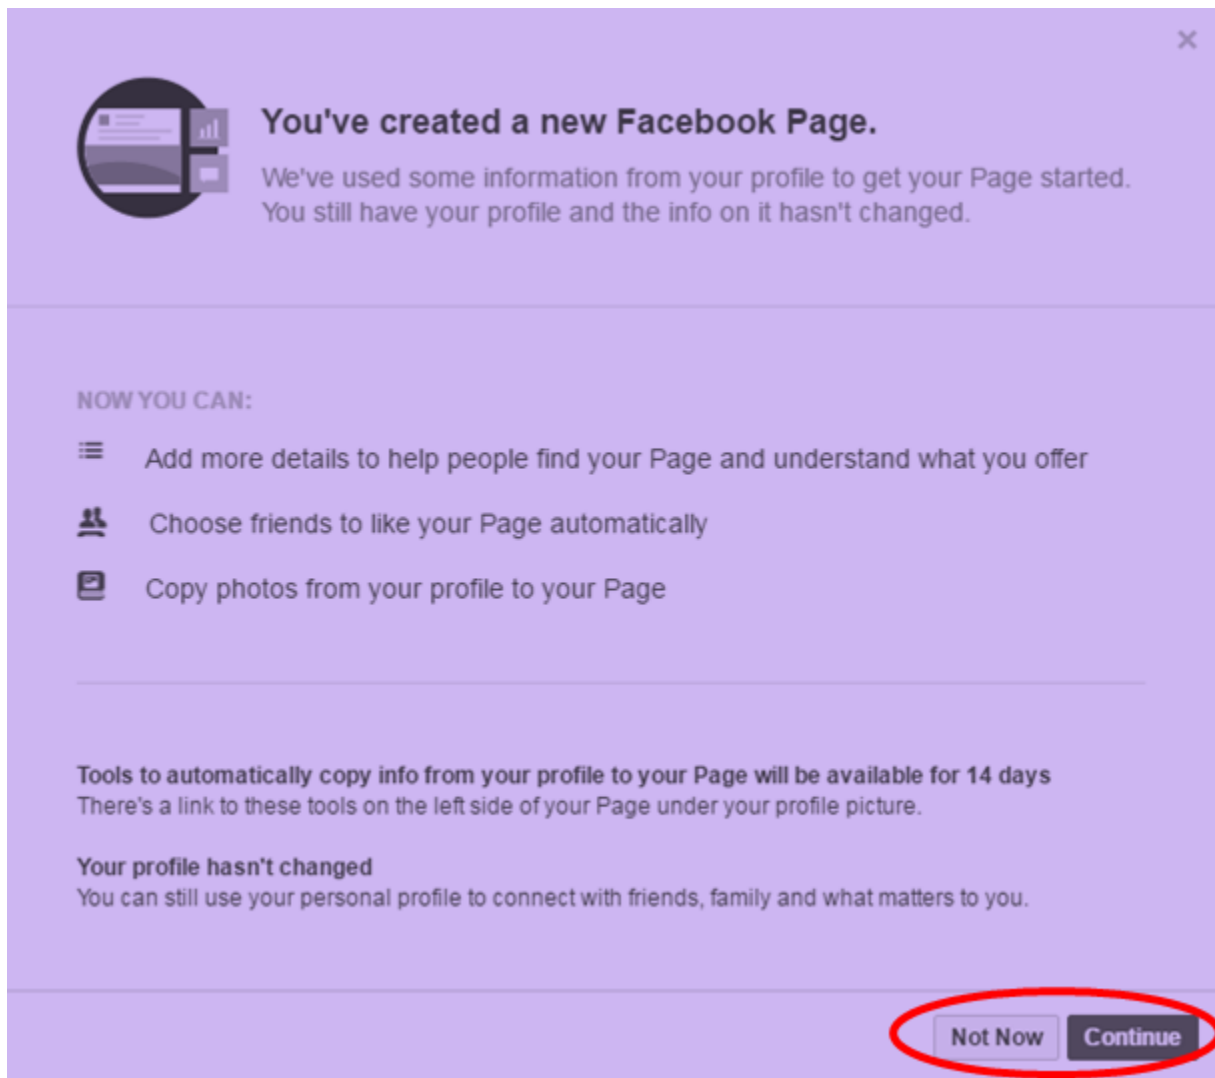 You've created a new Facebook Page.
We've used some information from your profile to get your Page started.
You still have your profile and the info on it hasn't changed.
NOW YOU CAN:
Add more details to help people find your Page and understand what you offer
Choose friends to like your Page automatically
Copy photos from your profile to your Page
Tools to automatically copy info from your profile to your Page will be available for 14 days
There's a link to these tools on the left side of your Page under your profile picture.
Your profile hasn't changed
You can still use your personal profile to connect with friends, family and what matters to you.
Not Now Continue